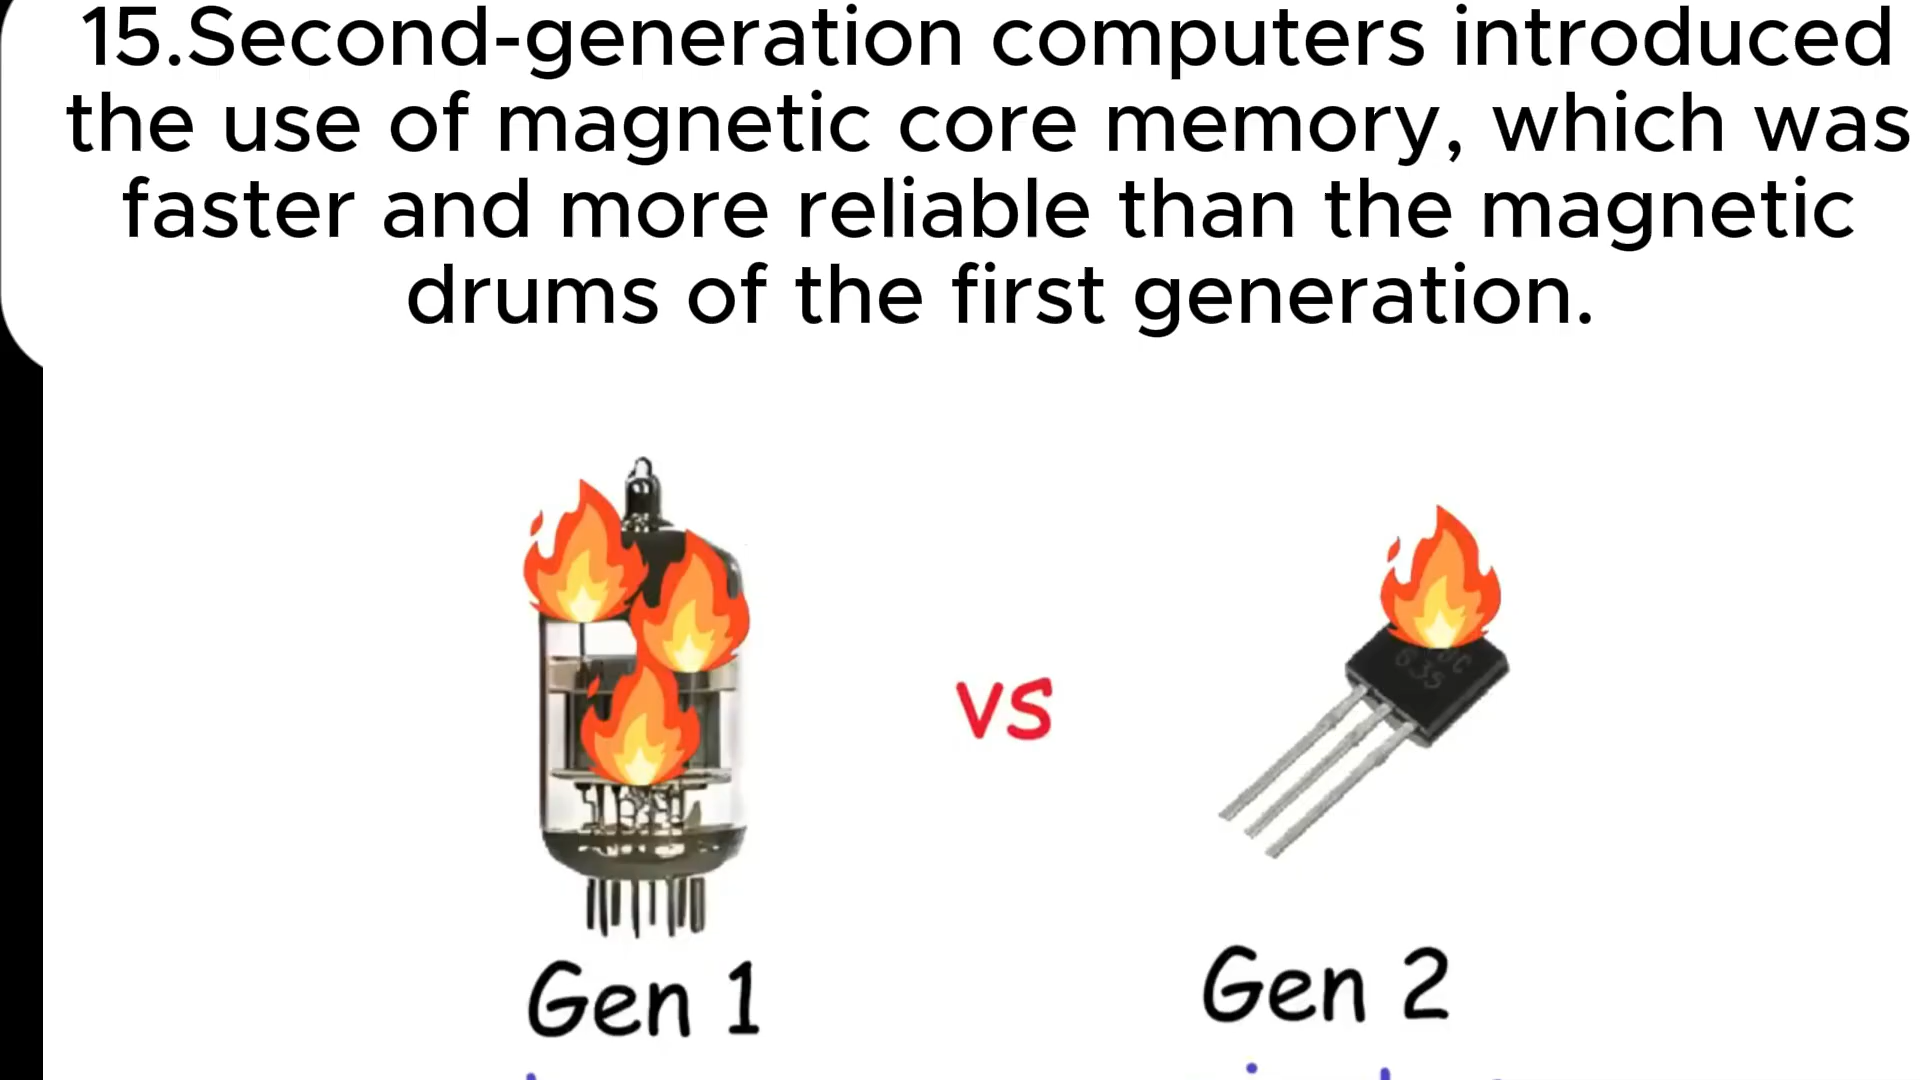 15.Second-generation computers introduced
the use of magnetic core memory, which was
faster and more reliable than the magnetic
drums of the first generation.
vs
Gen 1
Gen 2